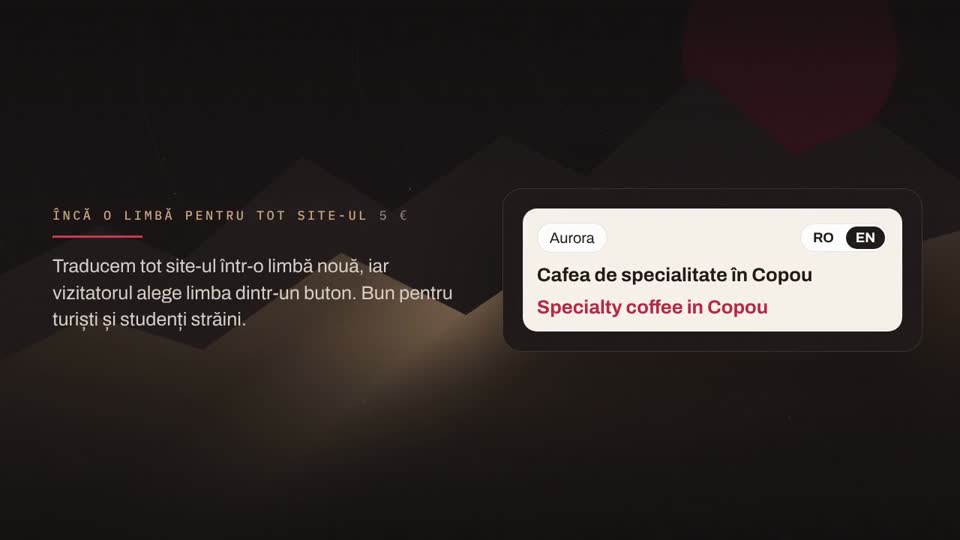 ÎNCĂ O LIMBĂ PENTRU TOT SITE-UL 5 €
Traducem tot site-ul într-o limbă nouă, iar
vizitatorul alege limba dintr-un buton. Bun pentru
turiști și studenți străini.
Aurora
RO EN
Cafea de specialitate în Copou
Specialty coffee in Copou